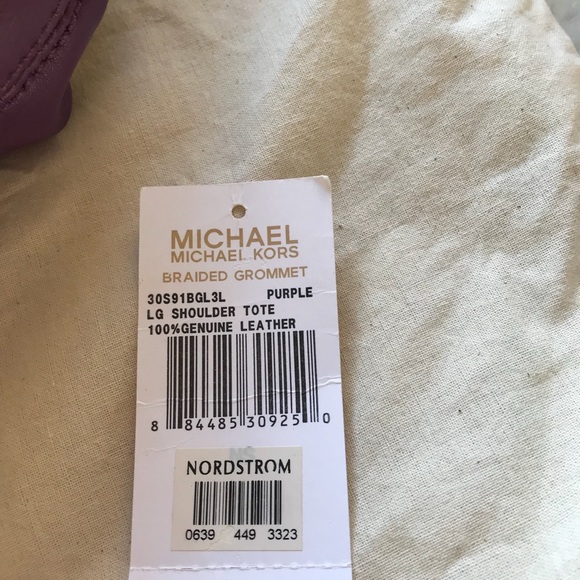 MICHAEL
MICHAEL KORS
BRAIDED GROMMET
30S91BGL3L PURPLE
LG SHOULDER TOTE
100%GENUINE LEATHER
8 84485 30925 0
NS
NORDSTROM
0639 449 3323